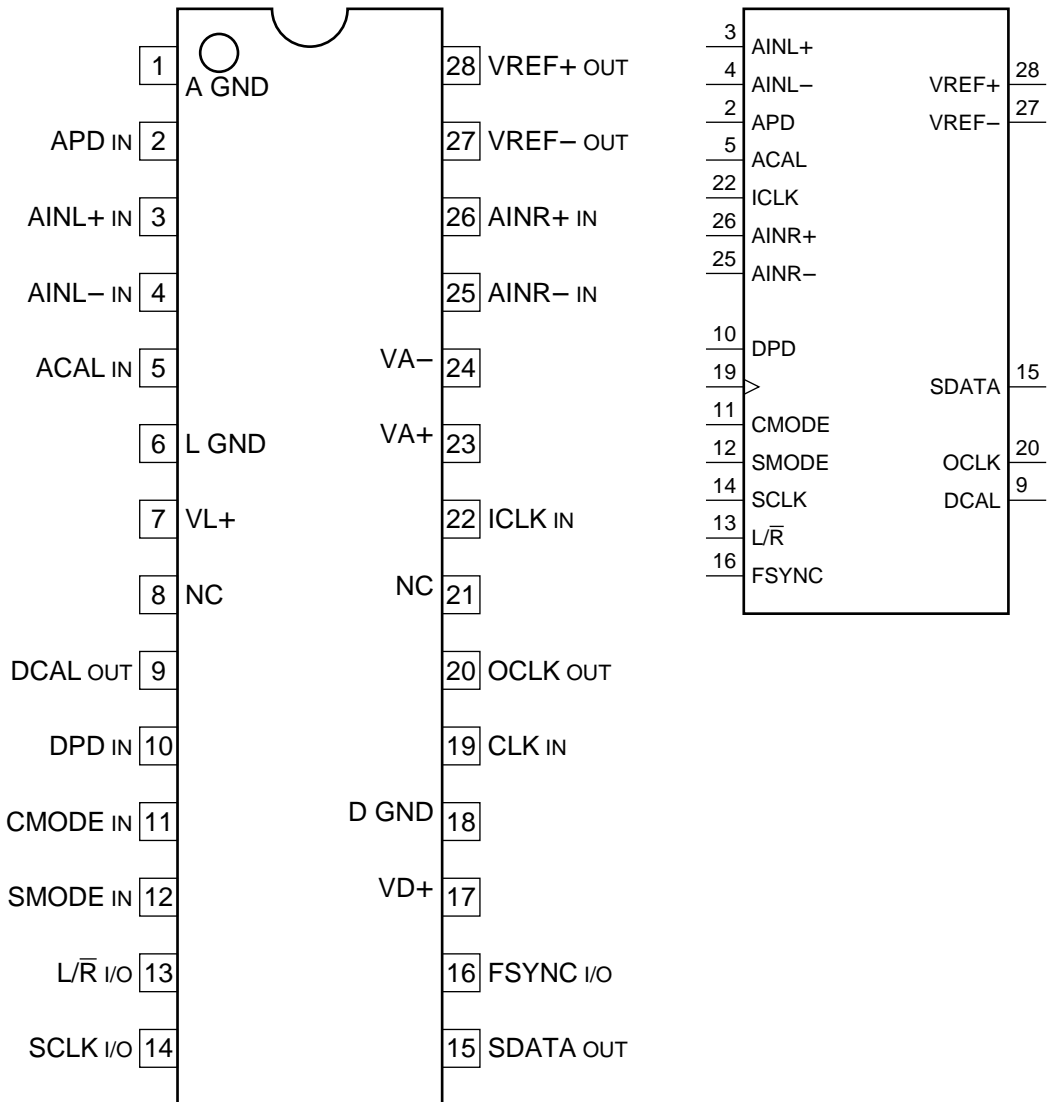 1 A GND
28 VREF+ OUT
APD IN 2
27 VREF− OUT
AINL+ IN 3
26 AINR+ IN
AINL− IN 4
25 AINR− IN
ACAL IN 5
VA− 24
6 L GND
VA+ 23
7 VL+
22 ICLK IN
8 NC
NC 21
DCAL OUT 9
20 OCLK OUT
DPD IN 10
19 CLK IN
CMODE IN 11
D GND 18
SMODE IN 12
VD+ 17
L/R̅ I/O 13
16 FSYNC I/O
SCLK I/O 14
15 SDATA OUT
3 AINL+
4 AINL−
2 APD
5 ACAL
22 ICLK
26 AINR+
25 AINR−
10 DPD
19
11 CMODE
12 SMODE
14 SCLK
13 L/R̅
16 FSYNC
VREF+ 28
VREF− 27
SDATA 15
OCLK 20
DCAL 9